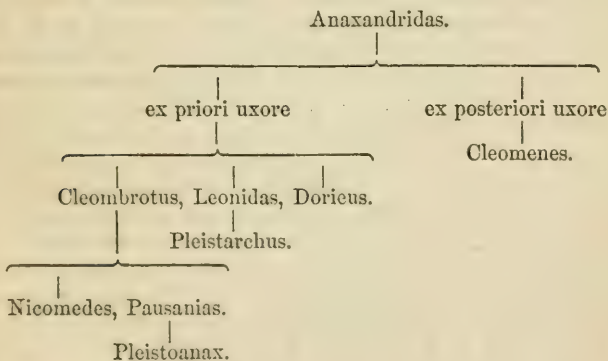 Anaxandridas.
ex priori uxore ex posteriori uxore
Cleomenes.
Cleombrotus, Leonidas, Dorieus.
Pleistarchus.
Nicomedes, Pausanias.
Pleistoanax.